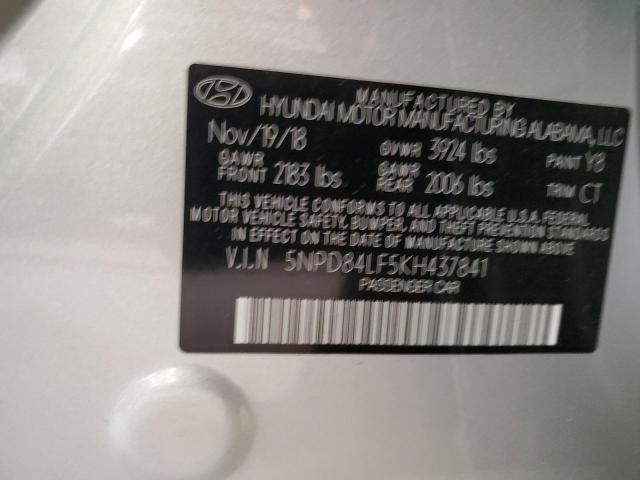 MANUFACTURED BY
HYUNDAI MOTOR MANUFACTURING ALABAMA, LLC
Nov/19/18 GVWR 3924 lbs PAINT Y8
GAWR FRONT 2183 lbs GAWR REAR 2006 lbs TRIM CT
THIS VEHICLE CONFORMS TO ALL APPLICABLE U.S.A. FEDERAL
MOTOR VEHICLE SAFETY, BUMPER, AND THEFT PREVENTION STANDARDS
IN EFFECT ON THE DATE OF MANUFACTURE SHOWN ABOVE.
V.I.N 5NPD84LF5KH437841
PASSENGER CAR